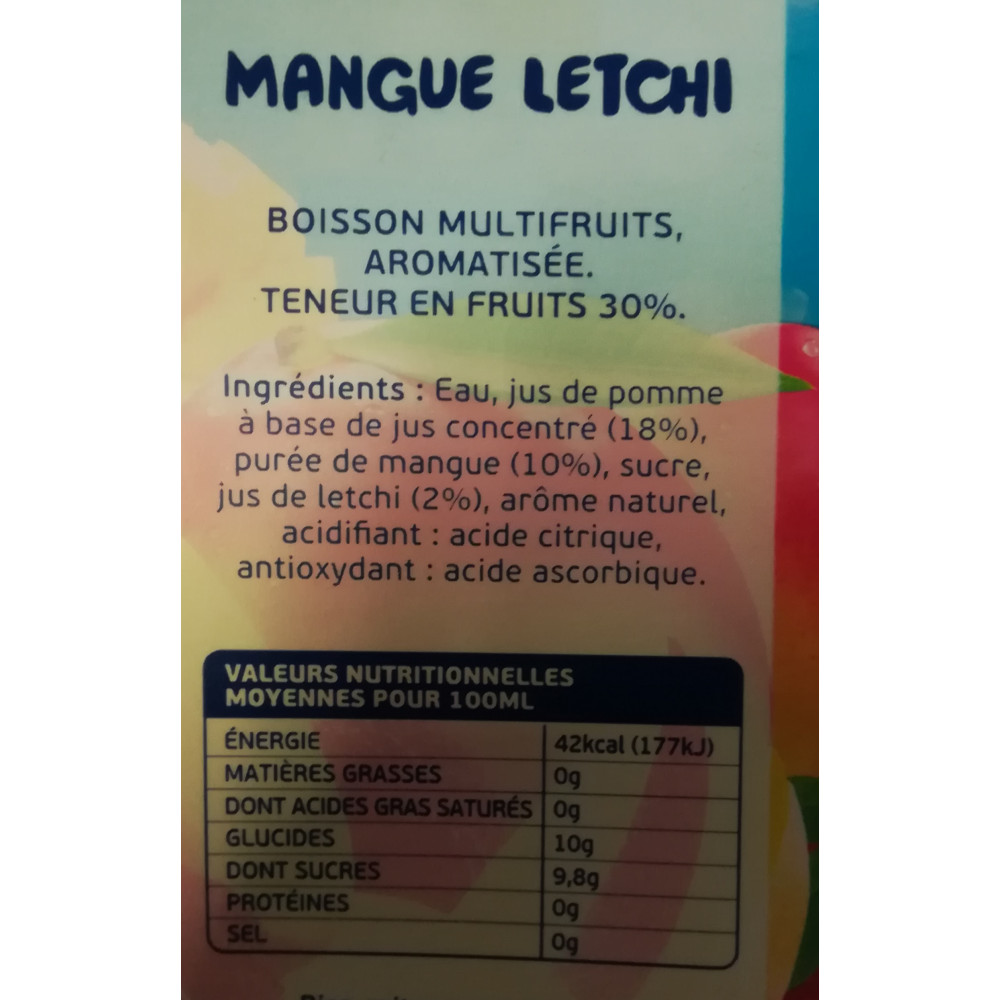 MANGUE LETCHI
BOISSON MULTIFRUITS,
AROMATISÉE.
TENEUR EN FRUITS 30%.
Ingrédients : Eau, jus de pomme
à base de jus concentré (18%),
purée de mangue (10%), sucre,
jus de letchi (2%), arôme naturel,
acidifiant : acide citrique,
antioxydant : acide ascorbique.
VALEURS NUTRITIONNELLES
MOYENNES POUR 100ML
ÉNERGIE 42kcal (177kJ)
MATIÈRES GRASSES 0g
DONT ACIDES GRAS SATURÉS 0g
GLUCIDES 10g
DONT SUCRES 9,8g
PROTÉINES 0g
SEL 0g